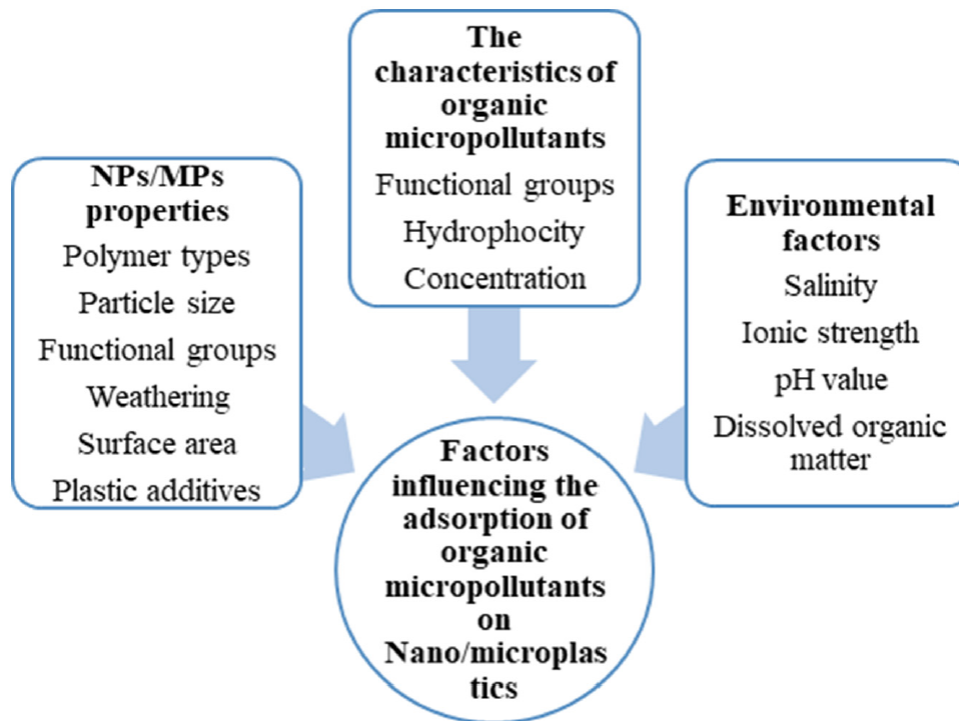 The
characteristics of
organic
micropollutants
Functional groups
Hydrophocity
Concentration
NPs/MPs
properties
Polymer types
Particle size
Functional groups
Weathering
Surface area
Plastic additives
Environmental
factors
Salinity
Ionic strength
pH value
Dissolved organic
matter
Factors
influencing the
adsorption of
organic
micropollutants
on
Nano/microplas
tics